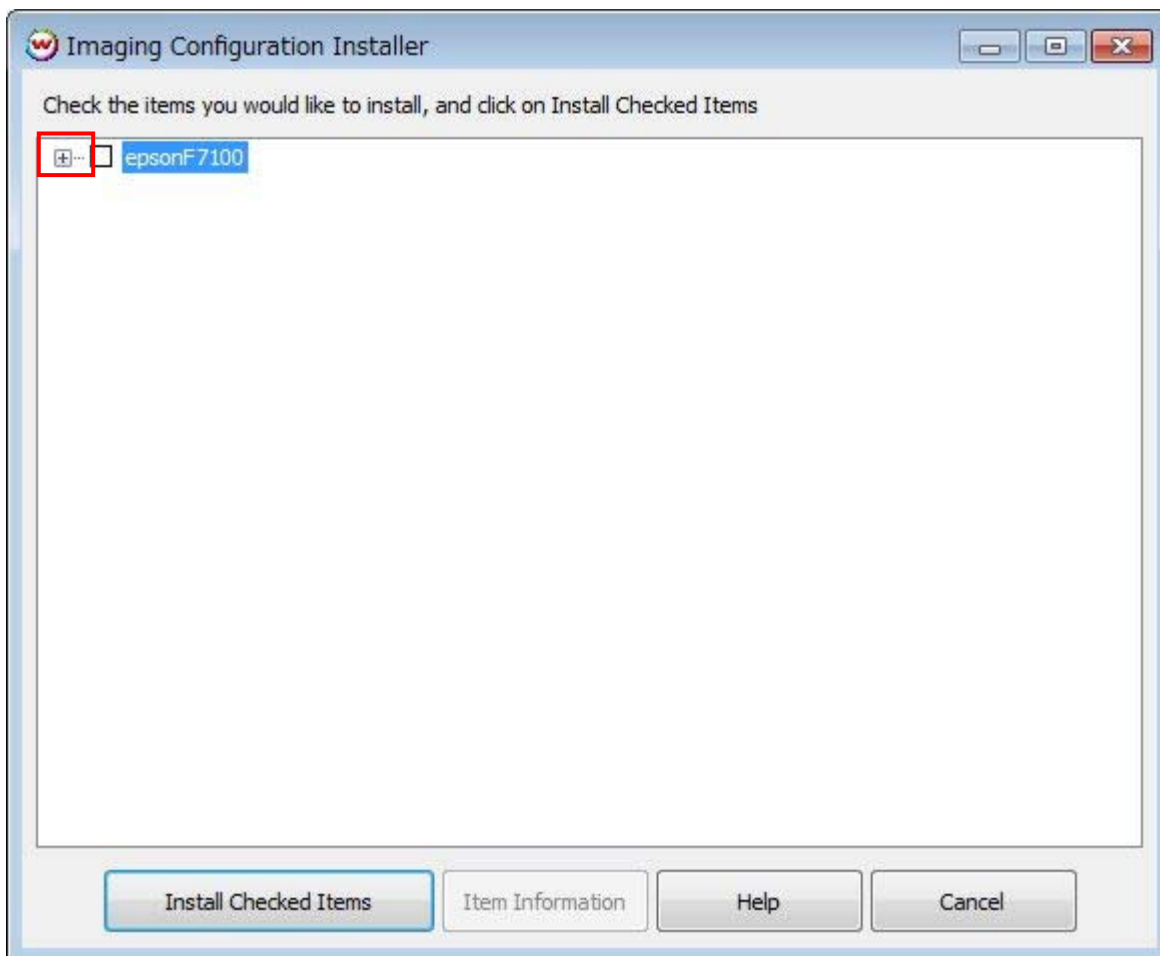 Imaging Configuration Installer
Check the items you would like to install, and click on Install Checked Items
epsonF7100
Install Checked Items
Item Information
Help
Cancel